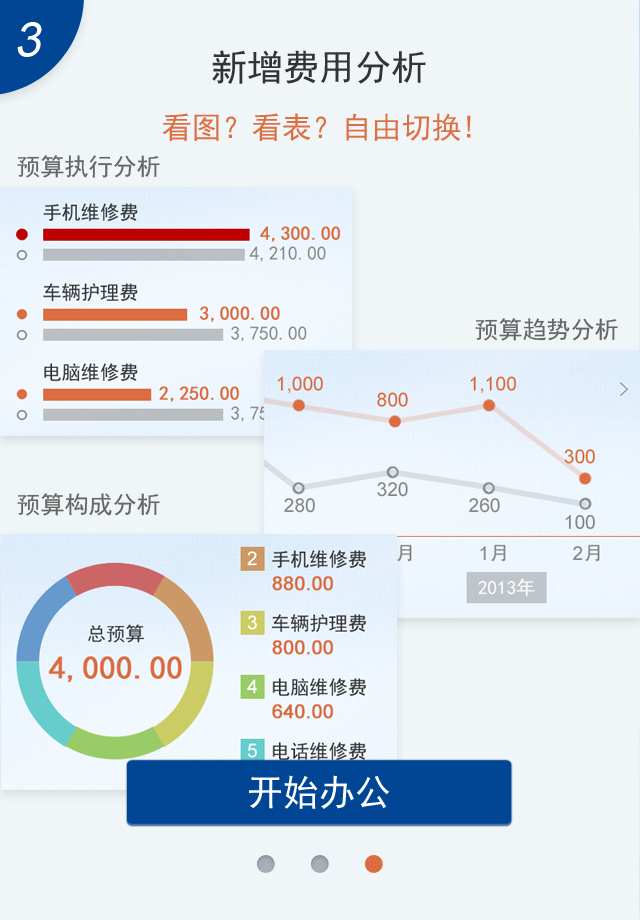 3
新增费用分析
看图？看表？自由切换！
预算执行分析
手机维修费
4,300.00
4,210.00
车辆护理费
3,000.00
3,750.00
电脑维修费
2,250.00
3,75
预算趋势分析
1,000
800
1,100
300
280
320
260
100
月
1月
2月
2013年
预算构成分析
总预算
4,000.00
2 手机维修费
880.00
3 车辆护理费
800.00
4 电脑维修费
640.00
5 电话维修费
开始办公